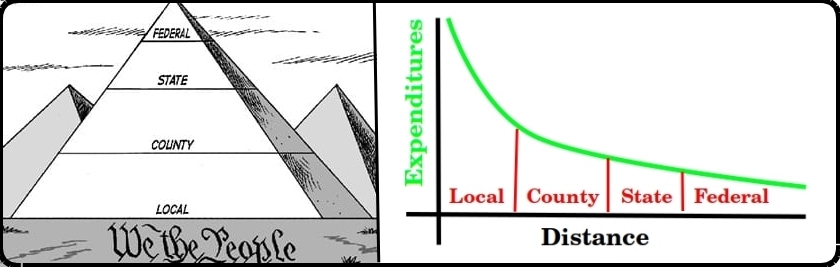 FEDERAL
STATE
COUNTY
LOCAL
We the People
Expenditures
Local County State Federal
Distance